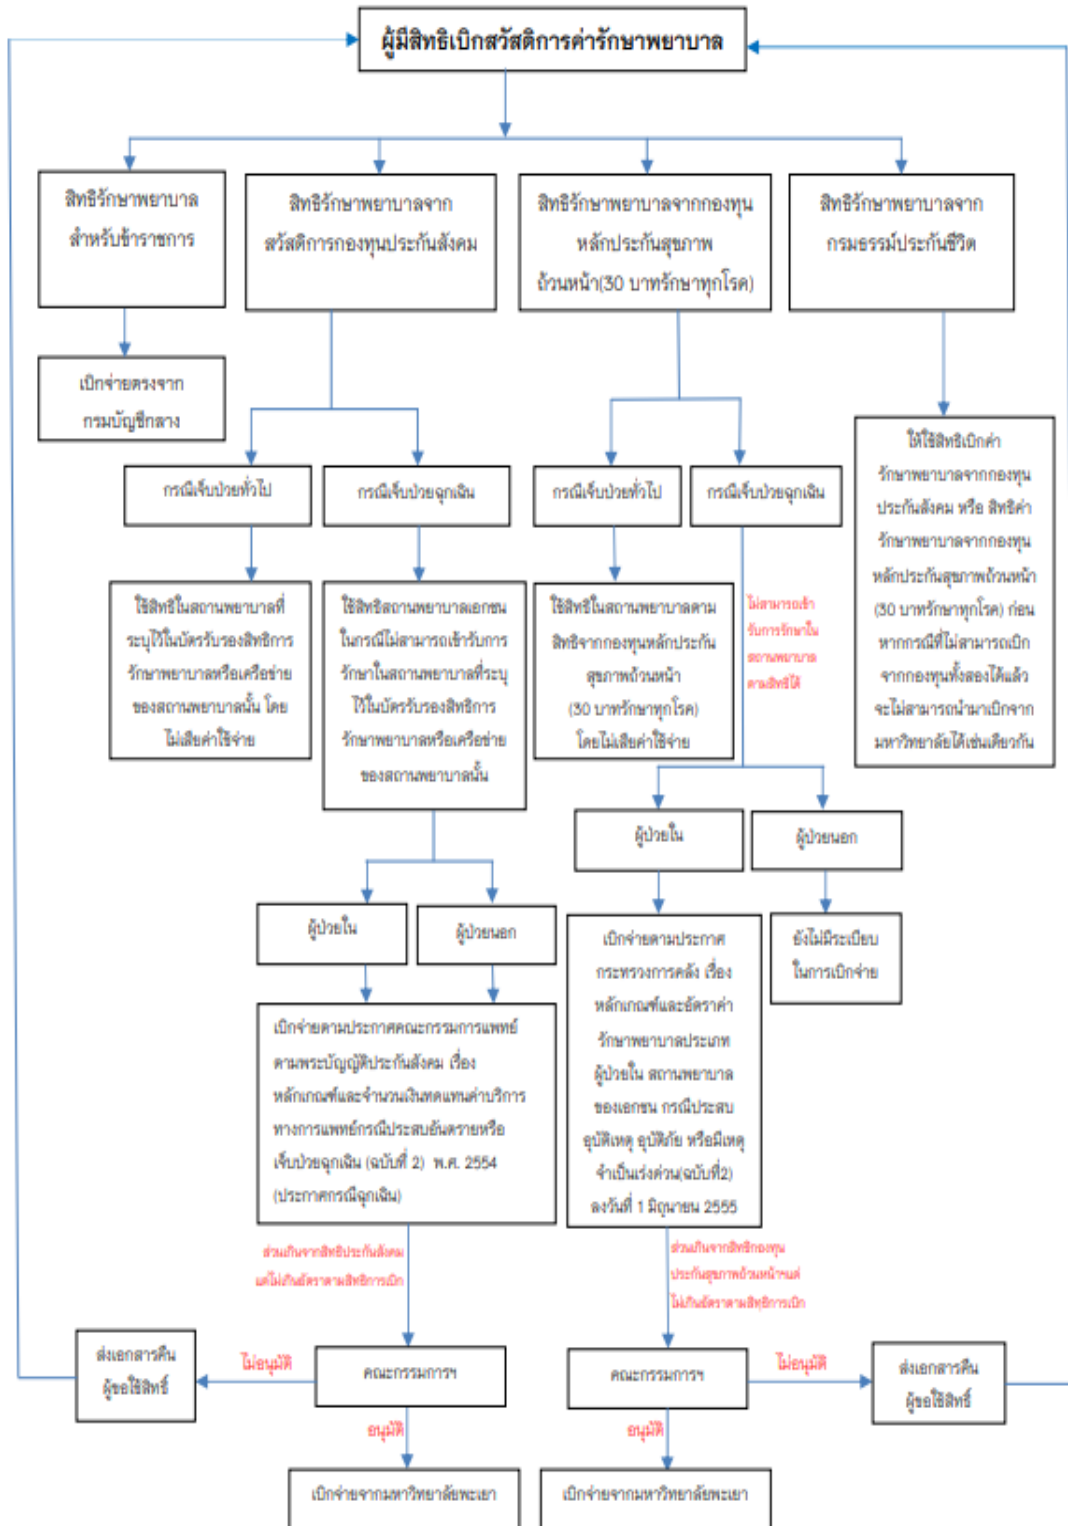 ผู้มีสิทธิเบิกสวัสดิการค่ารักษาพยาบาล
สิทธิรักษาพยาบาล
สำหรับข้าราชการ
สิทธิรักษาพยาบาลจาก
สวัสดิการกองทุนประกันสังคม
สิทธิรักษาพยาบาลจากกองทุน
หลักประกันสุขภาพ
ถ้วนหน้า(30 บาทรักษาทุกโรค)
สิทธิรักษาพยาบาลจาก
กรมธรรม์ประกันชีวิต
เบิกจ่ายตรงจาก
กรมบัญชีกลาง
กรณีเจ็บป่วยทั่วไป
กรณีเจ็บป่วยฉุกเฉิน
กรณีเจ็บป่วยทั่วไป
กรณีเจ็บป่วยฉุกเฉิน
ให้ใช้สิทธิเบิกค่า
รักษาพยาบาลจากกองทุน
ประกันสังคม หรือ สิทธิค่า
รักษาพยาบาลจากกองทุน
หลักประกันสุขภาพถ้วนหน้า
(30 บาทรักษาทุกโรค) ก่อน
หากกรณีที่ไม่สามารถเบิก
จากกองทุนทั้งสองได้แล้ว
จะไม่สามารถนำมาเบิกจาก
มหาวิทยาลัยได้เช่นเดียวกัน
ใช้สิทธิในสถานพยาบาลที่
ระบุไว้ในบัตรรับรองสิทธิการ
รักษาพยาบาลหรือเครือข่าย
ของสถานพยาบาลนั้น โดย
ไม่เสียค่าใช้จ่าย
ใช้สิทธิสถานพยาบาลเอกชน
ในกรณีไม่สามารถเข้ารับการ
รักษาในสถานพยาบาลที่ระบุ
ไว้ในบัตรรับรองสิทธิการ
รักษาพยาบาลหรือเครือข่าย
ของสถานพยาบาลนั้น
ใช้สิทธิในสถานพยาบาลตาม
สิทธิจากกองทุนหลักประกัน
สุขภาพถ้วนหน้า
(30 บาทรักษาทุกโรค)
โดยไม่เสียค่าใช้จ่าย
ไม่สามารถเข้า
รับการรักษาใน
สถานพยาบาล
ตามสิทธิได้
ผู้ป่วยใน
ผู้ป่วยนอก
ผู้ป่วยใน
ผู้ป่วยนอก
เบิกจ่ายตามประกาศ
กระทรวงการคลัง เรื่อง
หลักเกณฑ์และอัตราค่า
รักษาพยาบาลประเภท
ผู้ป่วยใน สถานพยาบาล
ของเอกชน กรณีประสบ
อุบัติเหตุ อุบัติภัย หรือมีเหตุ
จำเป็นเร่งด่วน(ฉบับที่2)
ลงวันที่ 1 มิถุนายน 2555
ยังไม่มีระเบียบ
ในการเบิกจ่าย
เบิกจ่ายตามประกาศคณะกรรมการแพทย์
ตามพระบัญญัติประกันสังคม เรื่อง
หลักเกณฑ์และจำนวนเงินทดแทนค่าบริการ
ทางการแพทย์กรณีประสบอันตรายหรือ
เจ็บป่วยฉุกเฉิน (ฉบับที่ 2) พ.ศ. 2554
(ประกาศกรณีฉุกเฉิน)
ส่วนเกินจากสิทธิประกันสังคม
แต่ไม่เกินอัตราตามสิทธิการเบิก
ส่วนเกินจากสิทธิกองทุน
ประกันสุขภาพถ้วนหน้าฯแต่
ไม่เกินอัตราตามสิทธิการเบิก
ส่งเอกสารคืน
ผู้ขอใช้สิทธิ์
ไม่อนุมัติ
คณะกรรมการฯ
คณะกรรมการฯ
ไม่อนุมัติ
ส่งเอกสารคืน
ผู้ขอใช้สิทธิ์
อนุมัติ
อนุมัติ
เบิกจ่ายจากมหาวิทยาลัยพะเยา
เบิกจ่ายจากมหาวิทยาลัยพะเยา